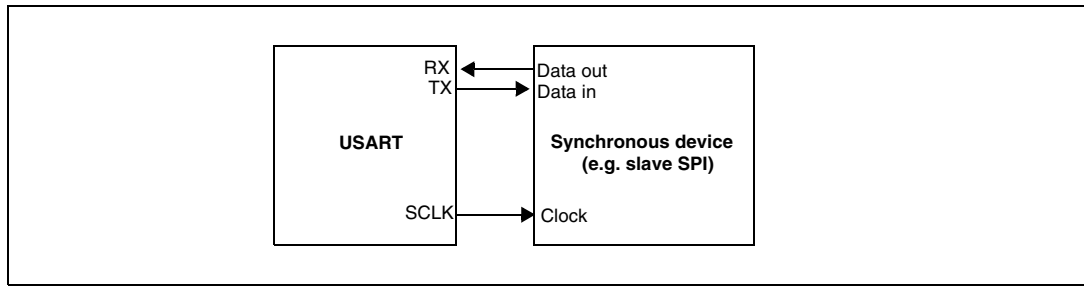 RX
Data out
TX
Data in
USART
Synchronous device
(e.g. slave SPI)
SCLK
Clock